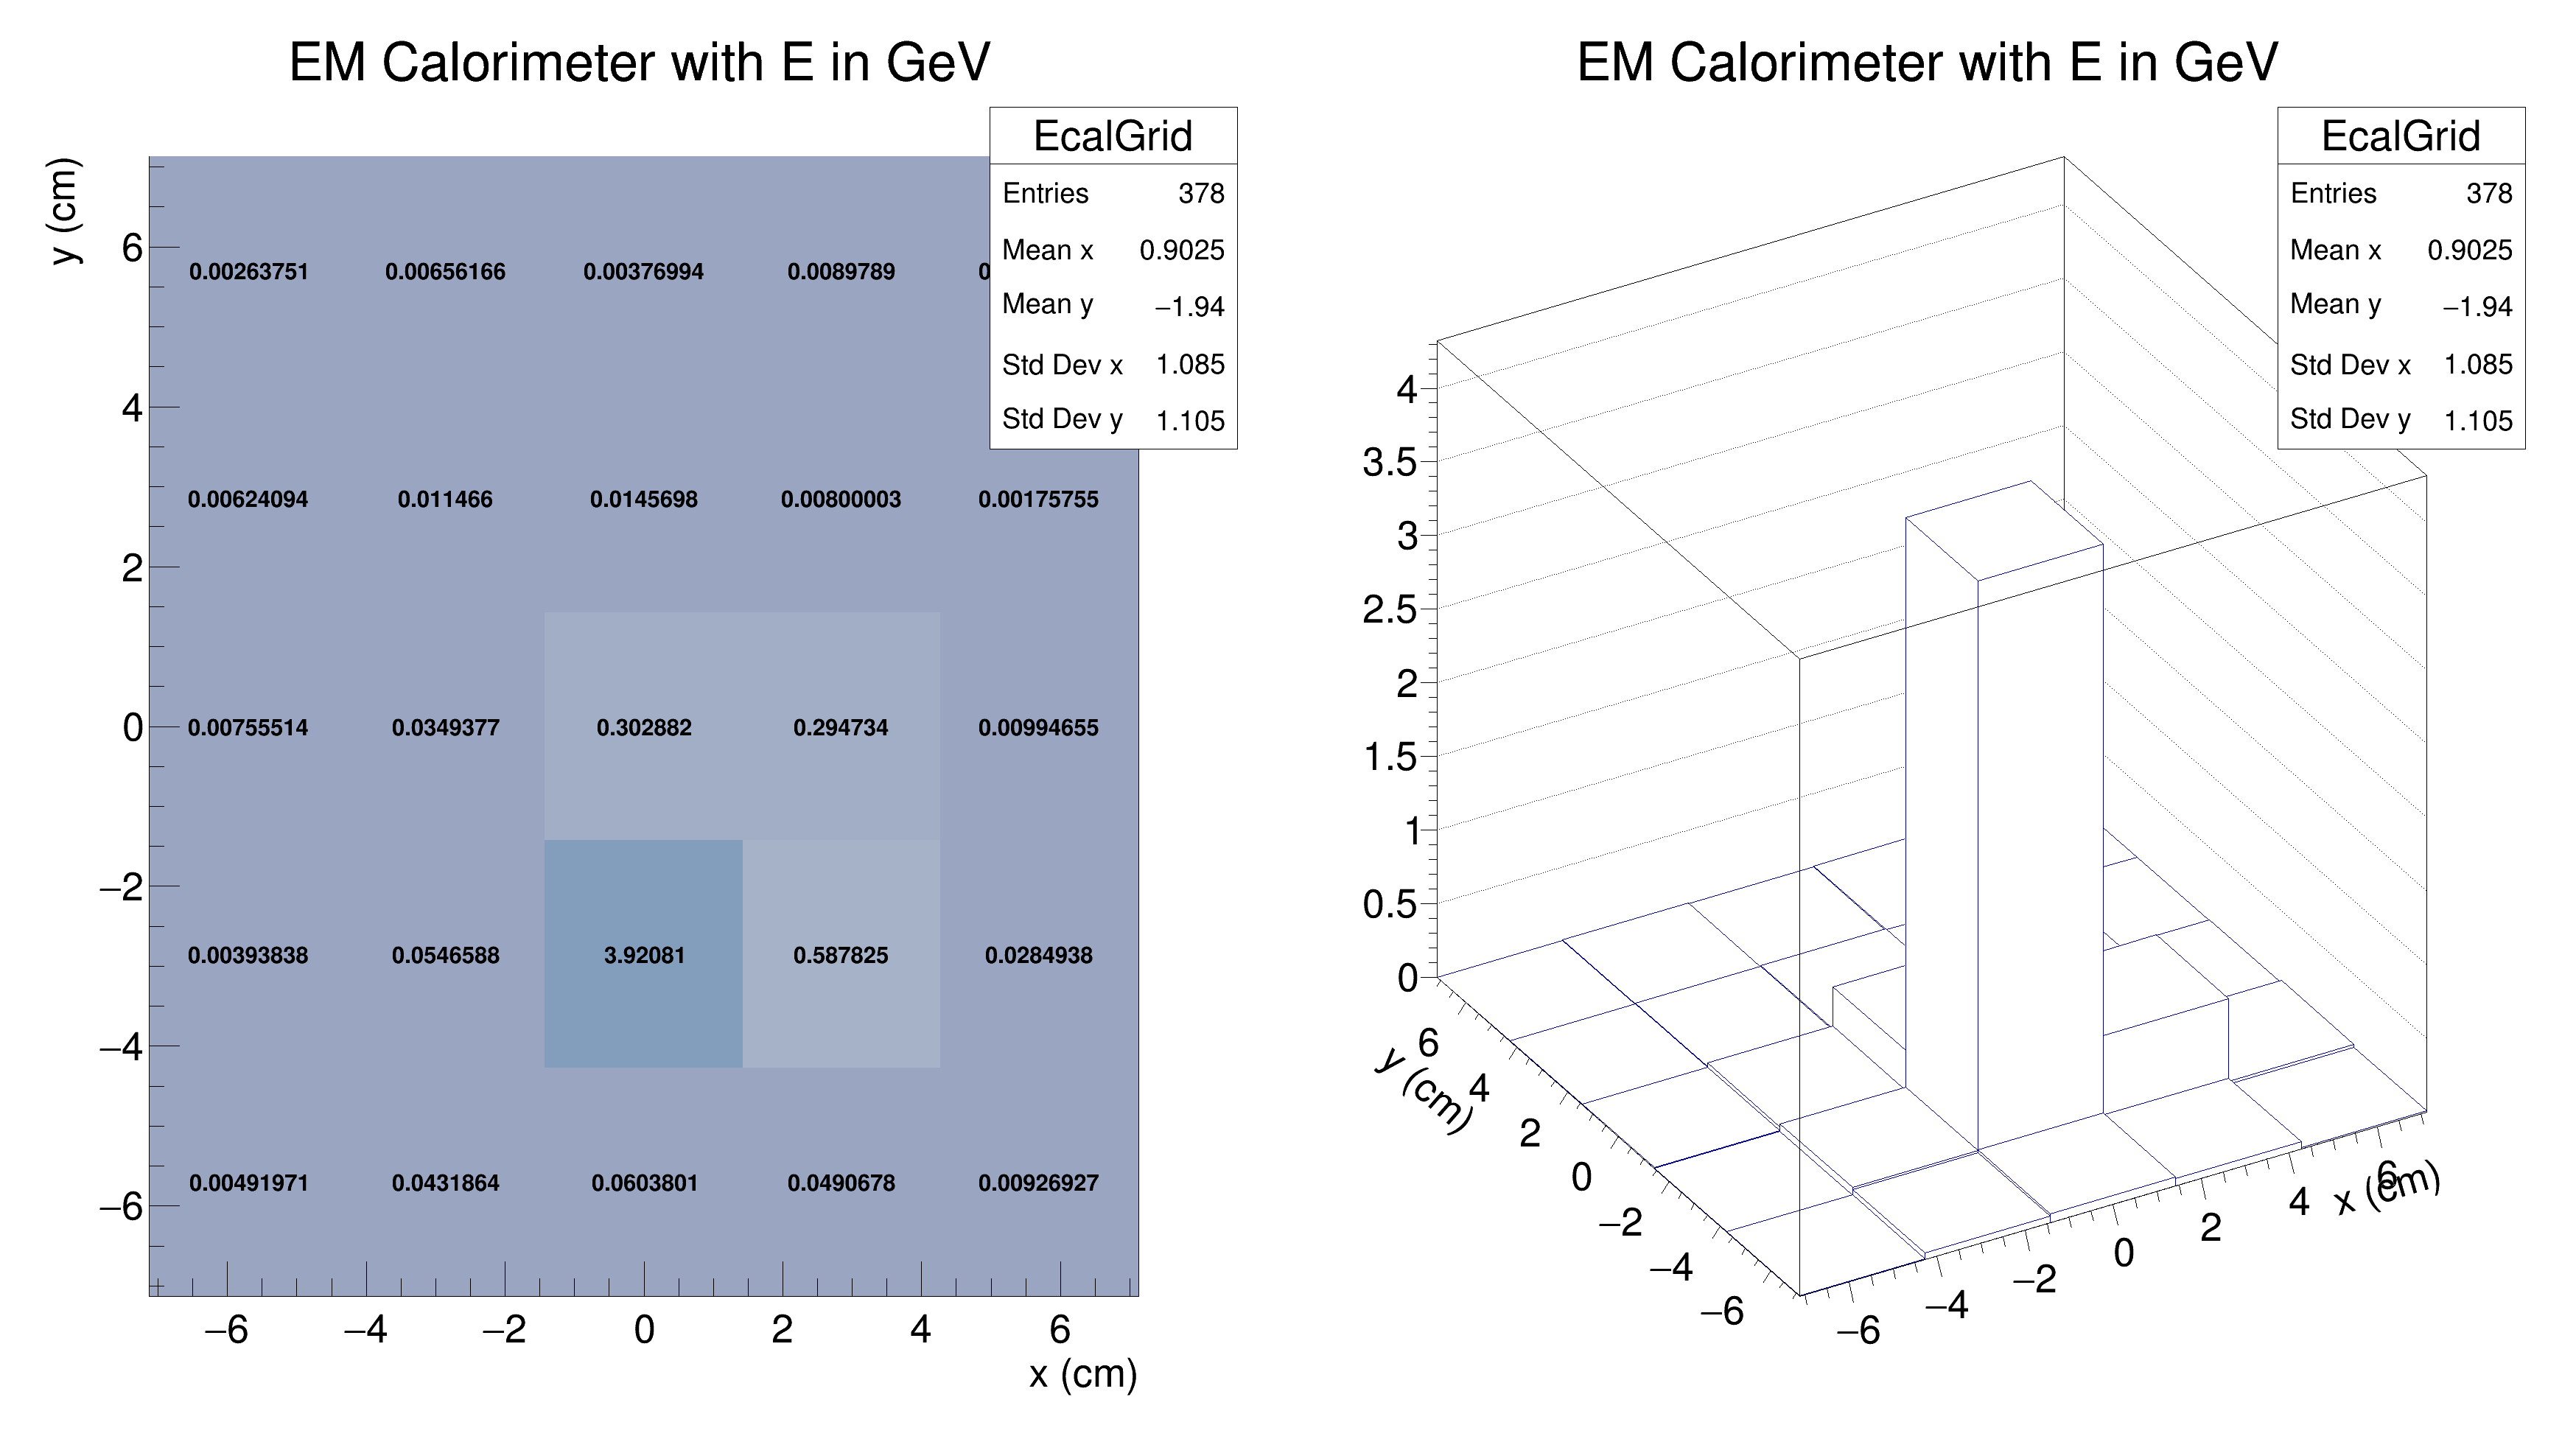 EM Calorimeter with E in GeV
EcalGrid
Entries 378
Mean x 0.9025
Mean y −1.94
Std Dev x 1.085
Std Dev y 1.105
y (cm)
6
4
2
0
−2
−4
−6
0.00263751 0.00656166 0.00376994 0.0089789
0.00624094 0.011466 0.0145698 0.00800003 0.00175755
0.00755514 0.0349377 0.302882 0.294734 0.00994655
0.00393838 0.0546588 3.92081 0.587825 0.0284938
0.00491971 0.0431864 0.0603801 0.0490678 0.00926927
−6 −4 −2 0 2 4 6
x (cm)
EM Calorimeter with E in GeV
EcalGrid
Entries 378
Mean x 0.9025
Mean y −1.94
Std Dev x 1.085
Std Dev y 1.105
4
3.5
3
2.5
2
1.5
1
0.5
0
y (cm)
6
4
2
0
−2
−4
−6
−6 −4 −2 0 2 4 6
x (cm)